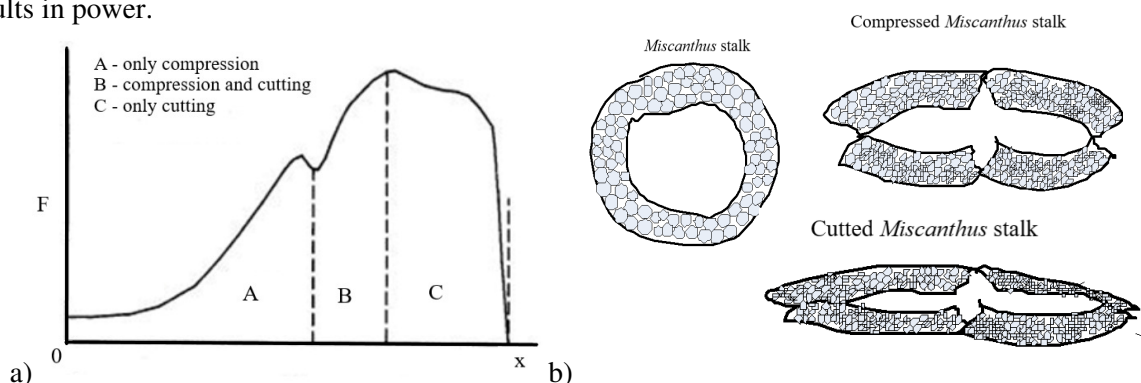 ults in power.
A - only compression
B - compression and cutting
C - only cutting
F
A
B
C
0
x
a)
Miscanthus stalk
Compressed Miscanthus stalk
Cutted Miscanthus stalk
b)